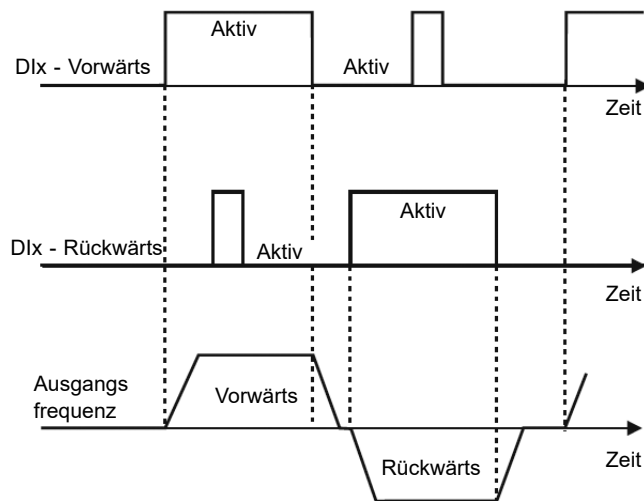 Aktiv
DIx - Vorwärts
Aktiv
Zeit
Aktiv
DIx - Rückwärts
Aktiv
Zeit
Ausgangs
frequenz
Vorwärts
Rückwärts
Zeit